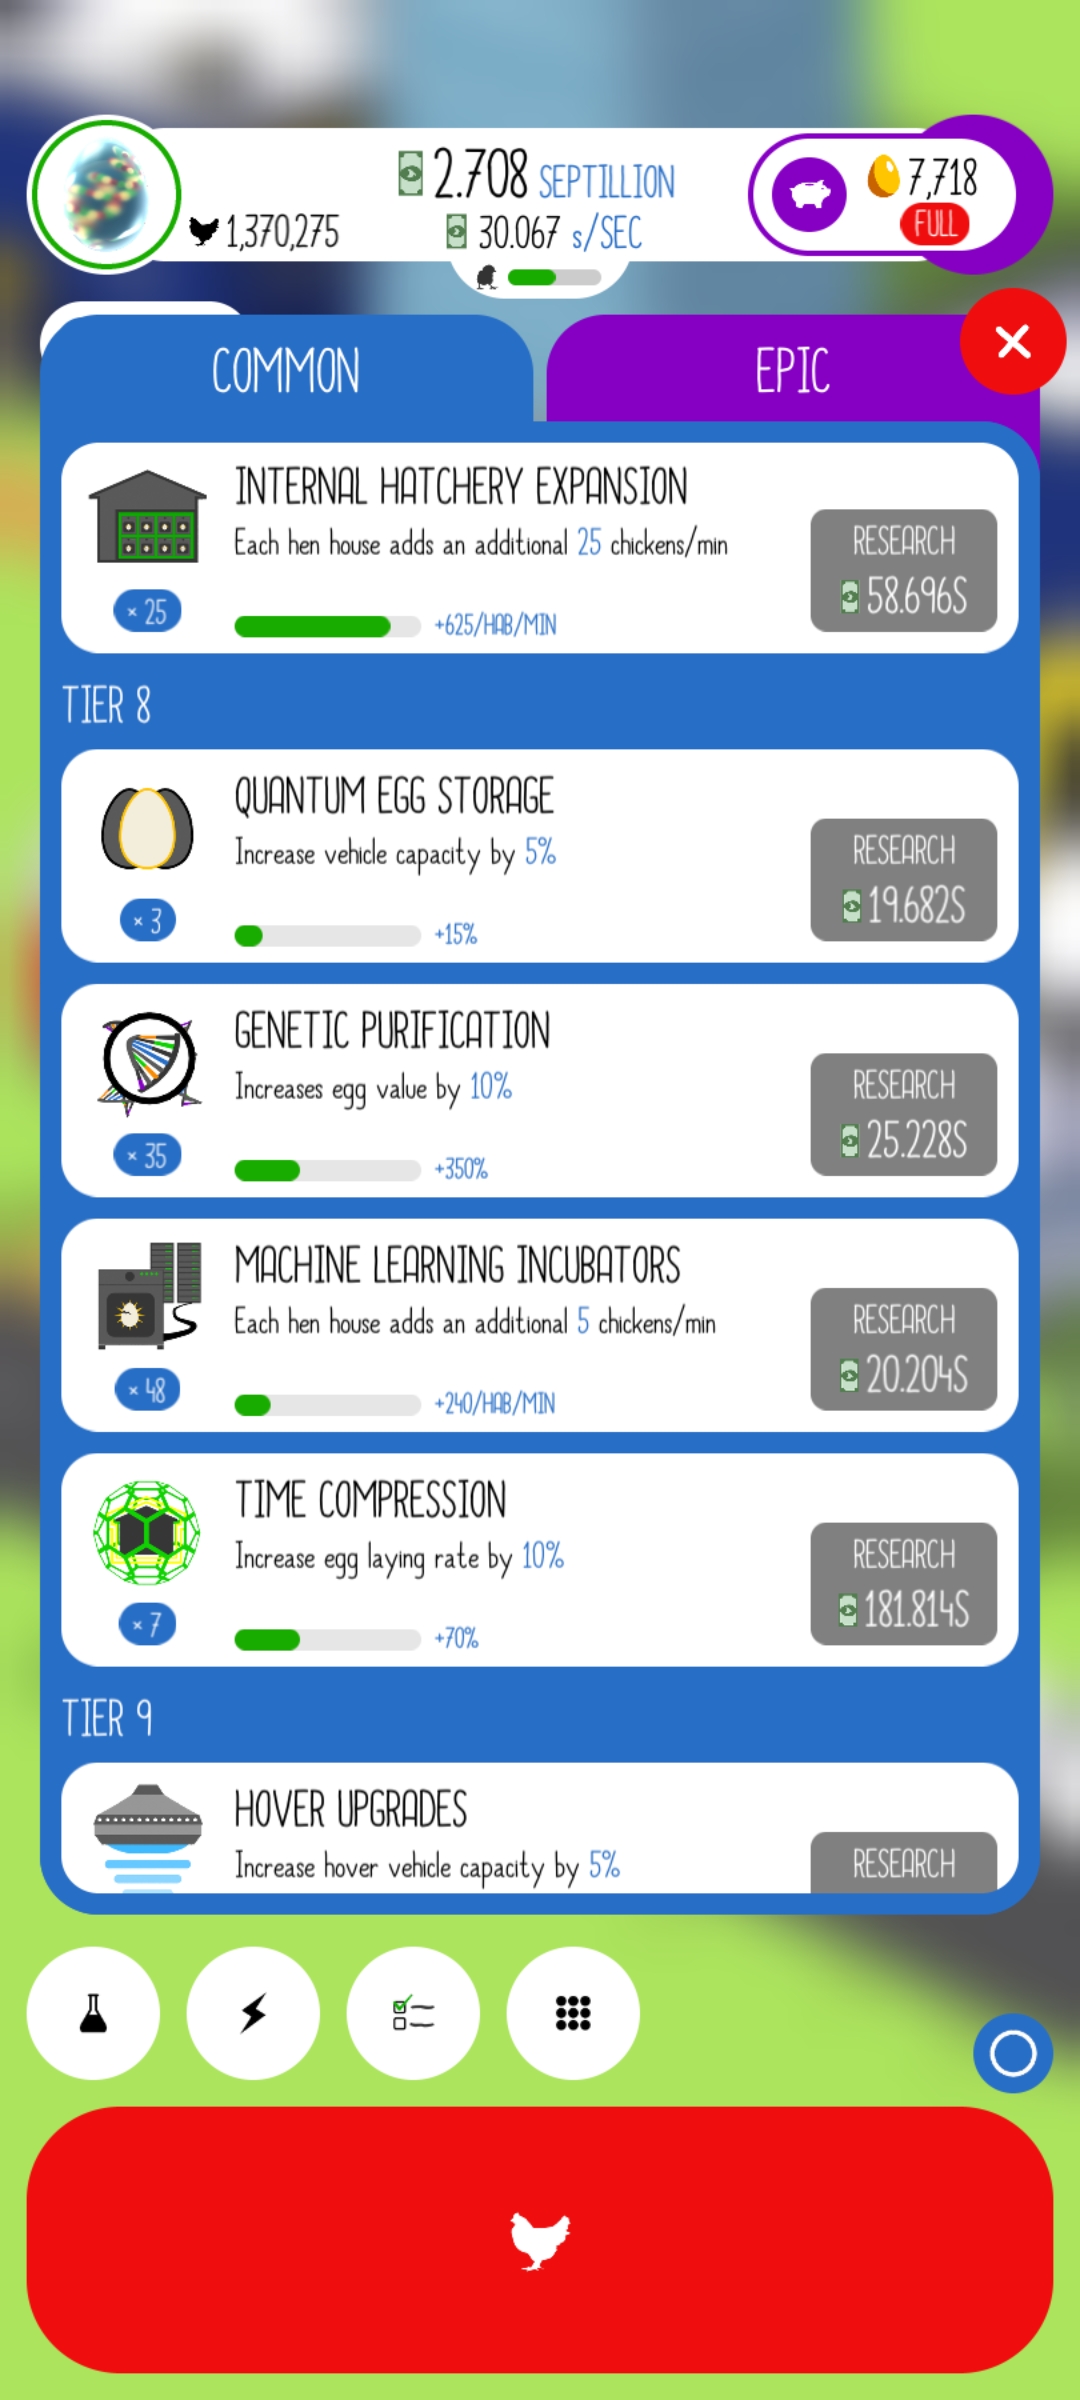 2.708 SEPTILLION
1,370,275
30.067 s/SEC
7,718
FULL
COMMON
EPIC
INTERNAL HATCHERY EXPANSION
Each hen house adds an additional 25 chickens/min
RESEARCH
58.696S
× 25
+625/HAB/MIN
TIER 8
QUANTUM EGG STORAGE
Increase vehicle capacity by 5%
RESEARCH
19.682S
× 3
+15%
GENETIC PURIFICATION
Increases egg value by 10%
RESEARCH
25.228S
× 35
+350%
MACHINE LEARNING INCUBATORS
Each hen house adds an additional 5 chickens/min
RESEARCH
20.204S
× 48
+240/HAB/MIN
TIME COMPRESSION
Increase egg laying rate by 10%
RESEARCH
181.814S
× 7
+70%
TIER 9
HOVER UPGRADES
Increase hover vehicle capacity by 5%
RESEARCH